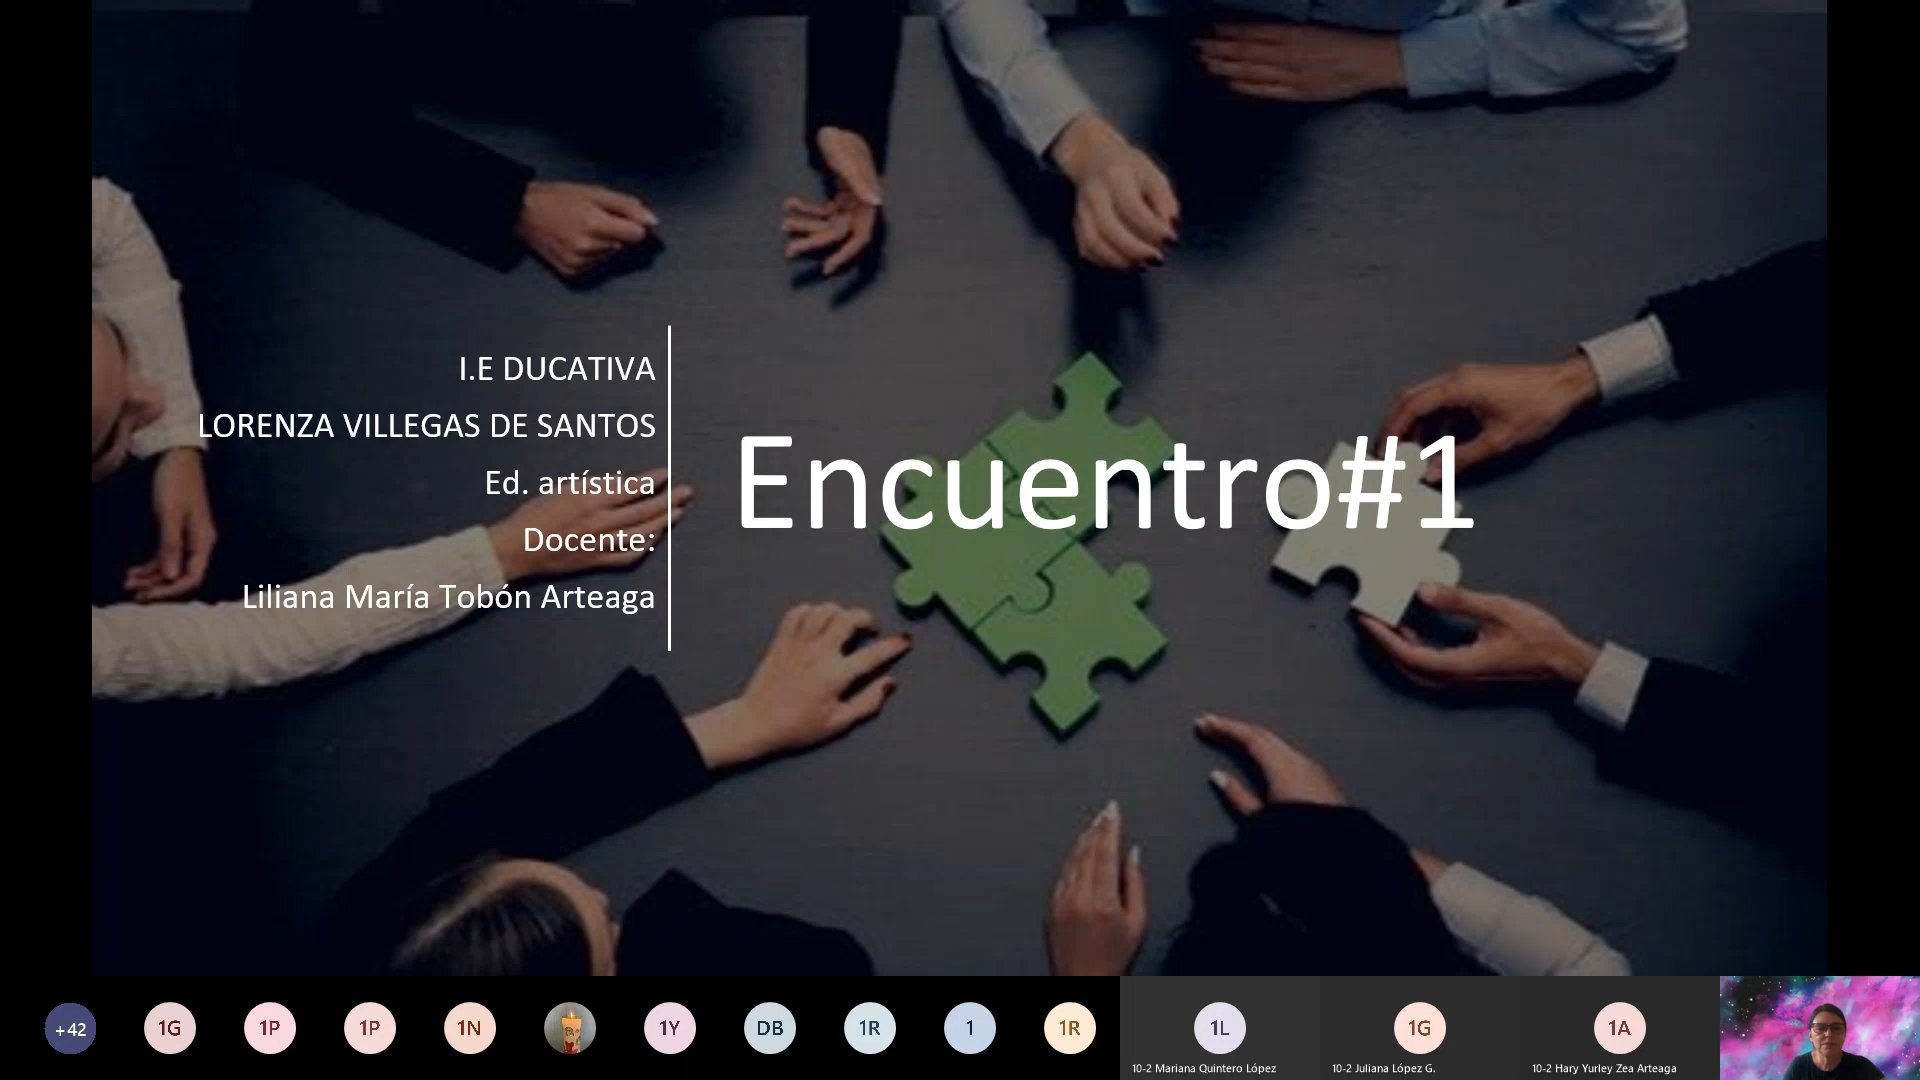 I.E DUCATIVA
LORENZA VILLEGAS DE SANTOS
Ed. artística
Docente:
Liliana María Tobón Arteaga
Encuentro#1
+42
1G
1P
1P
1N
1Y
DB
1R
1
1R
1L
1G
1A
10-2 Mariana Quintero López
10-2 Juliana López G.
10-2 Hary Yurley Zea Arteaga